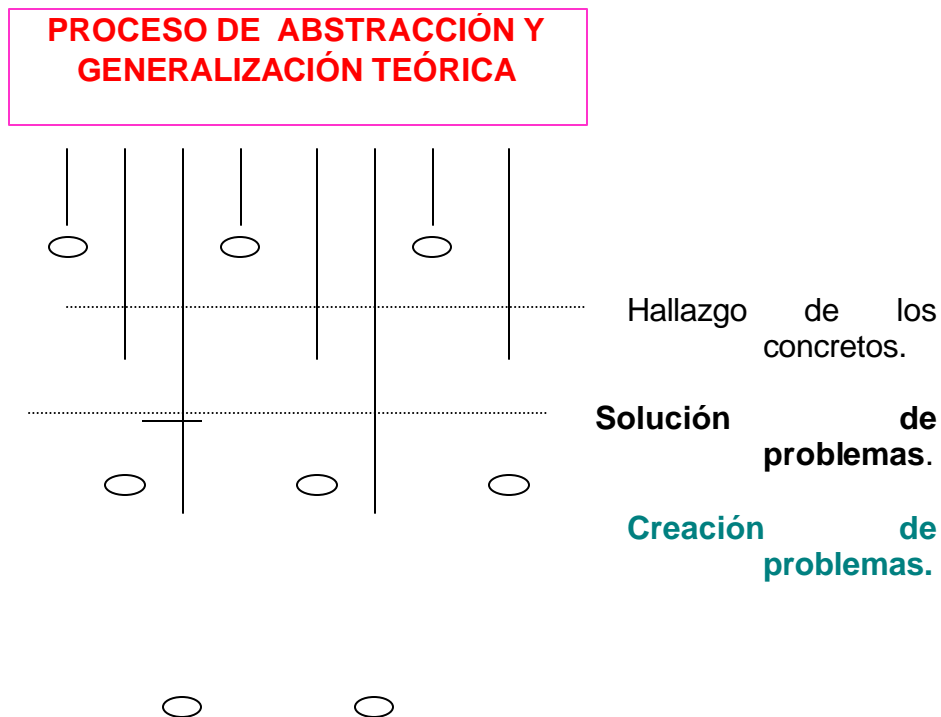 PROCESO DE ABSTRACCIÓN Y
GENERALIZACIÓN TEÓRICA
Hallazgo de los
concretos.
Solución de
problemas.
Creación de
problemas.